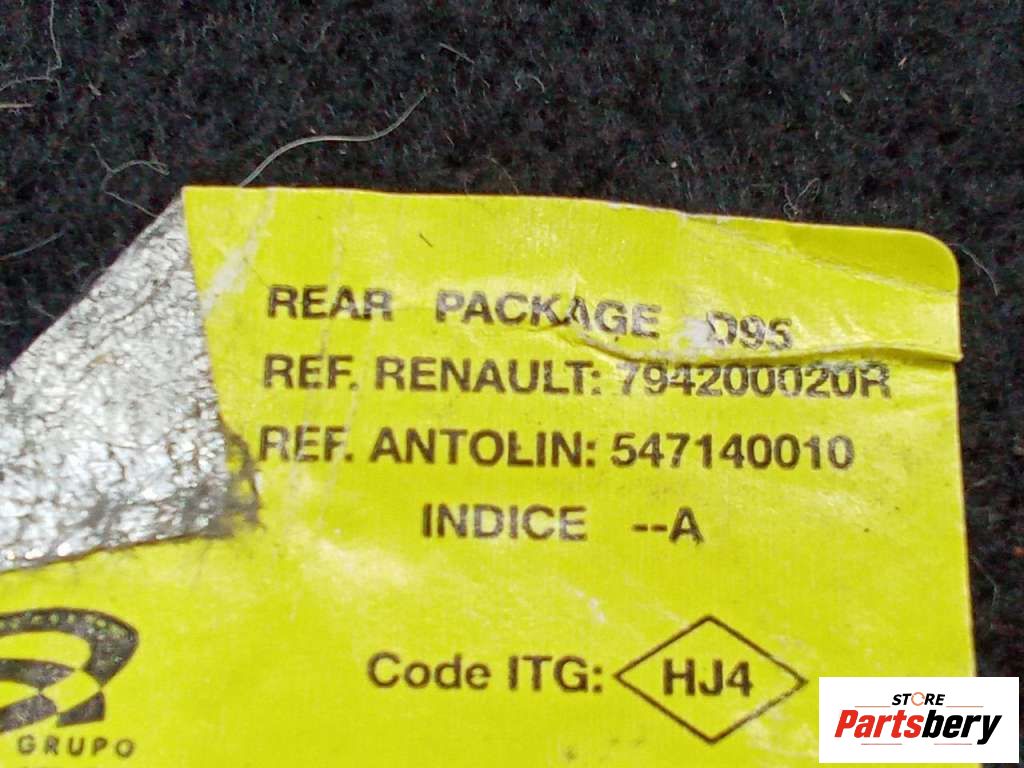 REAR PACKAGE D95
REF. RENAULT: 794200020R
REF. ANTOLIN: 547140010
INDICE --A
Code ITG: HJ4
GRUPO
STORE
Partsbery